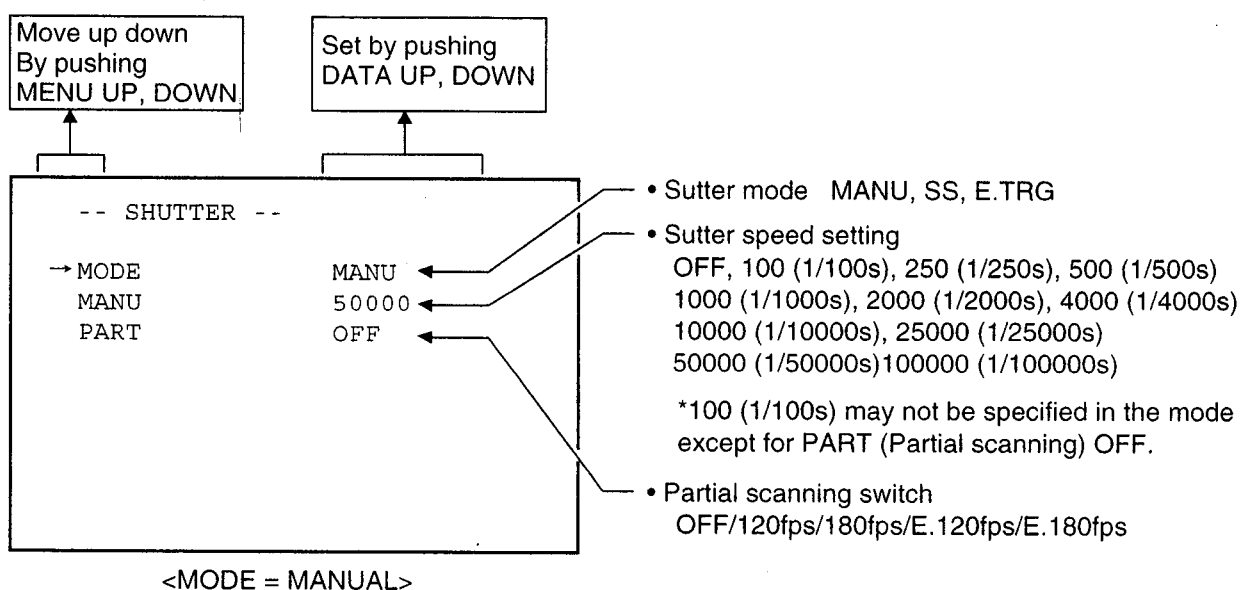 Move up down
By pushing
MENU UP, DOWN
Set by pushing
DATA UP, DOWN
-- SHUTTER --
→MODE MANU
MANU 50000
PART OFF
<MODE = MANUAL>
• Sutter mode MANU, SS, E.TRG
• Sutter speed setting
OFF, 100 (1/100s), 250 (1/250s), 500 (1/500s)
1000 (1/1000s), 2000 (1/2000s), 4000 (1/4000s)
10000 (1/10000s), 25000 (1/25000s)
50000 (1/50000s)100000 (1/100000s)
*100 (1/100s) may not be specified in the mode
except for PART (Partial scanning) OFF.
• Partial scanning switch
OFF/120fps/180fps/E.120fps/E.180fps